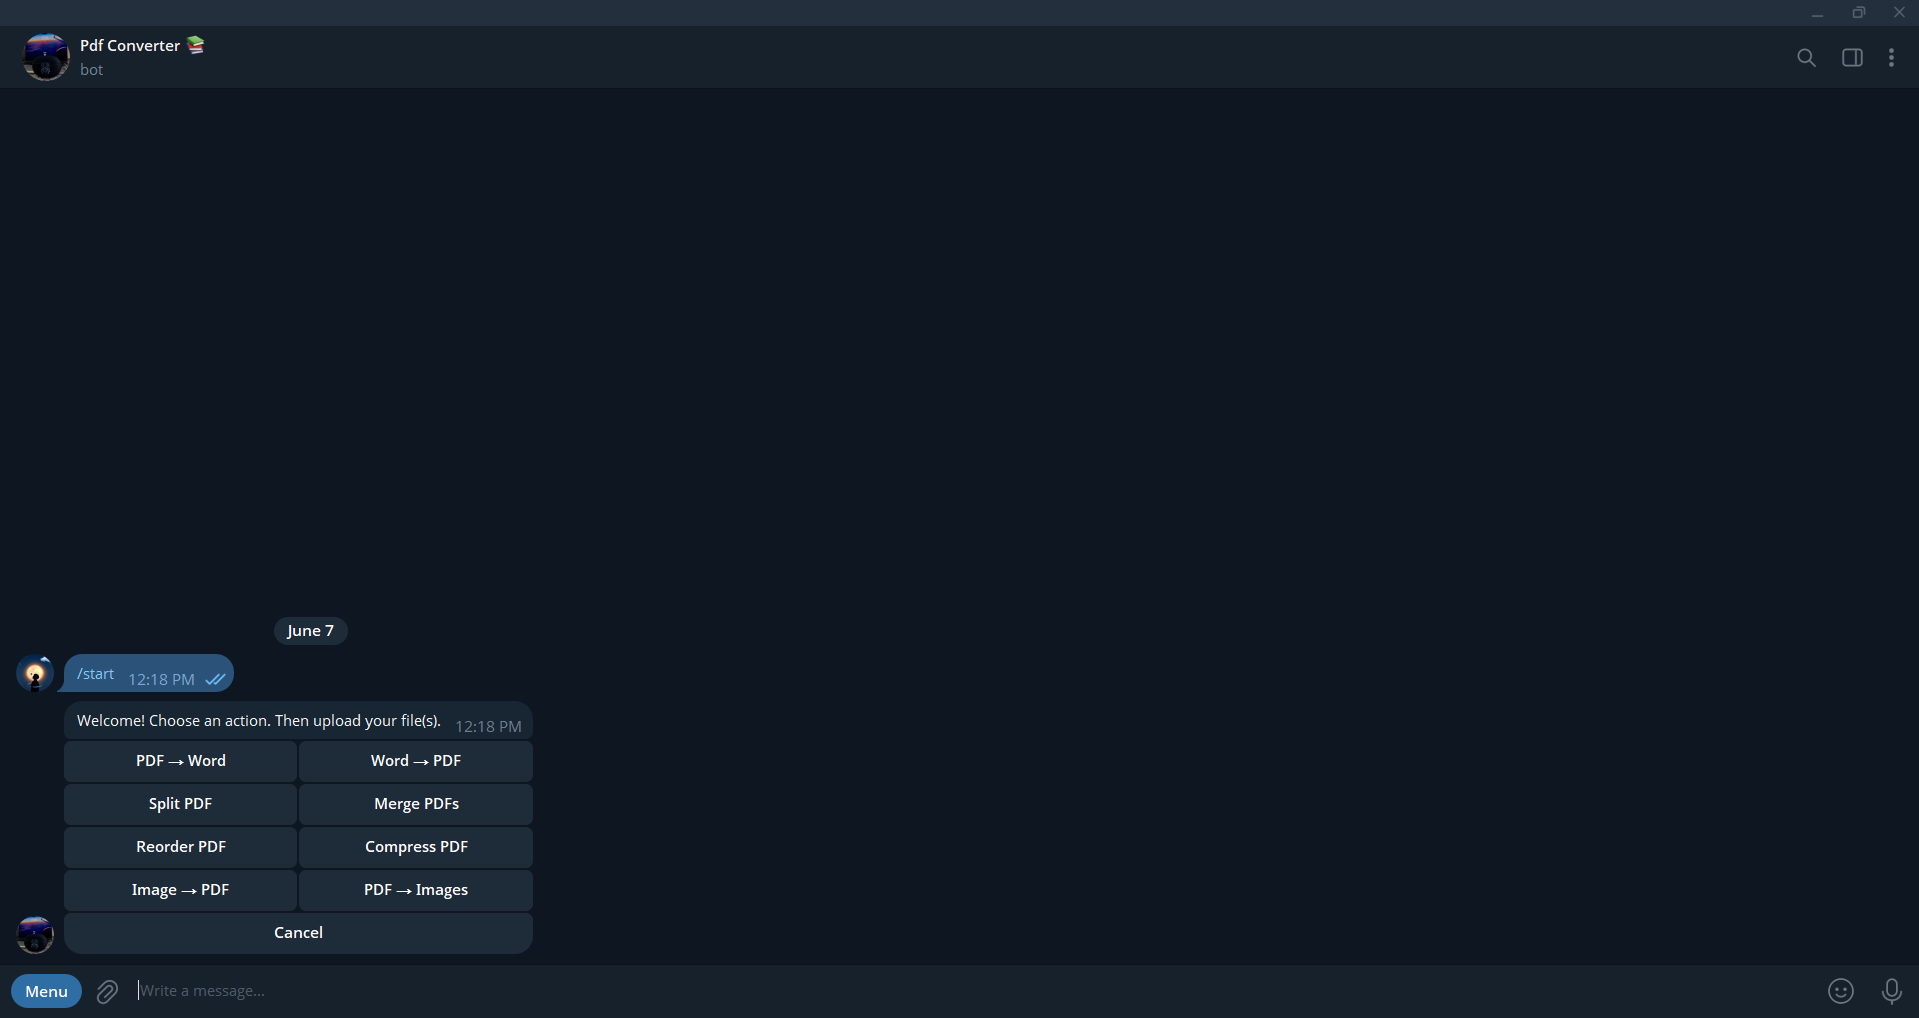 Pdf Converter 📚
bot
June 7
/start 12:18 PM
Welcome! Choose an action. Then upload your file(s). 12:18 PM
PDF → Word Word → PDF
Split PDF Merge PDFs
Reorder PDF Compress PDF
Image → PDF PDF → Images
Cancel
Menu Write a message...